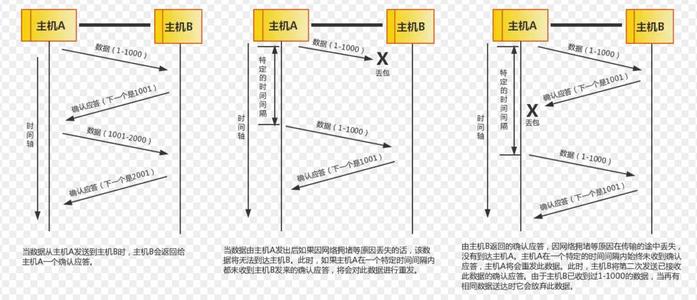 主机A
主机B
数据（1-1000）
确认应答（下一个是1001）
时间轴
数据（1001-2000）
确认应答（下一个是2001）
当数据从主机A发送到主机B时，主机B会返回给
主机A一个确认应答。
主机A
主机B
数据（1-1000）
X
丢包
特定的时间间隔
时间轴
数据（1-1000）
确认应答（下一个是1001）
当数据由主机A发出后如果因网络拥堵等原因丢失的话，该数
据将无法到达主机B。此时，如果主机A在一个特定时间间隔内
都未收到主机B发来的确认应答，将会对此数据进行重发。
主机A
主机B
数据（1-1000）
确认应答（下一个是1001）
X
丢包
特定的时间间隔
时间轴
数据（1-1000）
确认应答（下一个是1001）
由主机B返回的确认应答，因网络拥堵等原因在传输的途中丢失，
没有到达主机A。主机A在一个特定的时间间隔内始终未收到确认
应答，主机A将会重发此数据。此时，主机B将第二次发送已接收
此数据的确认应答。由于主机B已收到过1-1000的数据，当再有
相同数据送达时它会放弃此数据。